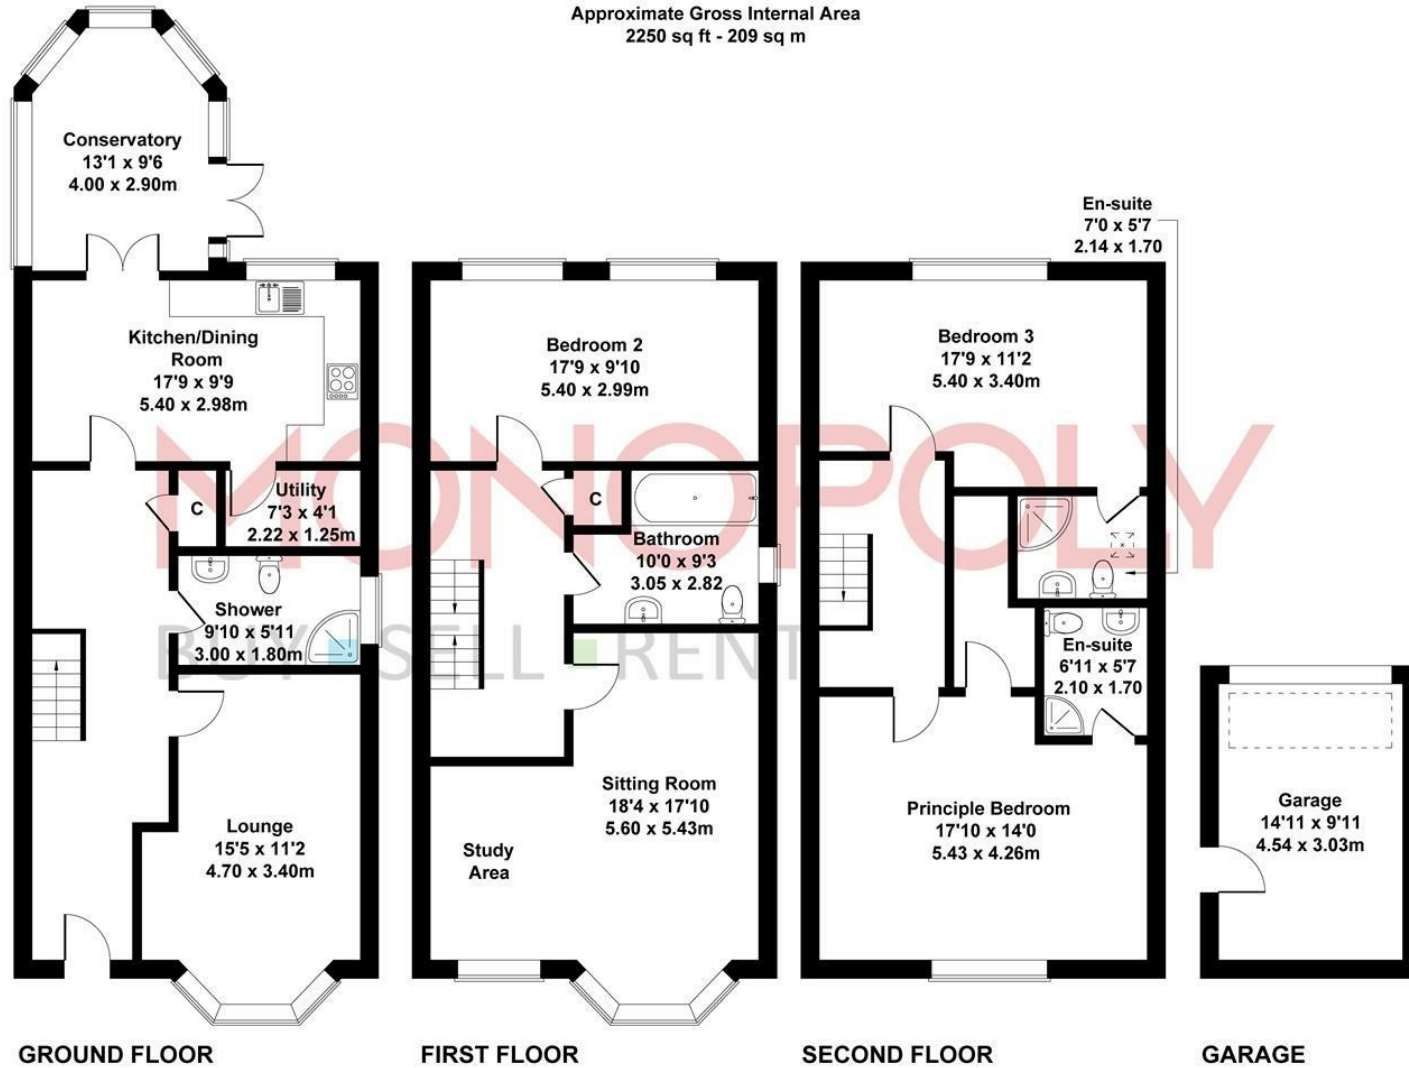 Approximate Gross Internal Area
2250 sq ft - 209 sq m
Conservatory
13'1 x 9'6
4.00 x 2.90m
Kitchen/Dining
Room
17'9 x 9'9
5.40 x 2.98m
C
Utility
7'3 x 4'1
2.22 x 1.25m
Shower
9'10 x 5'11
3.00 x 1.80m
Lounge
15'5 x 11'2
4.70 x 3.40m
GROUND FLOOR
Bedroom 2
17'9 x 9'10
5.40 x 2.99m
C
Bathroom
10'0 x 9'3
3.05 x 2.82
Sitting Room
18'4 x 17'10
5.60 x 5.43m
Study
Area
FIRST FLOOR
En-suite
7'0 x 5'7
2.14 x 1.70
Bedroom 3
17'9 x 11'2
5.40 x 3.40m
En-suite
6'11 x 5'7
2.10 x 1.70
Principle Bedroom
17'10 x 14'0
5.43 x 4.26m
SECOND FLOOR
Garage
14'11 x 9'11
4.54 x 3.03m
GARAGE
MONOPOLY
BUY SELL RENT